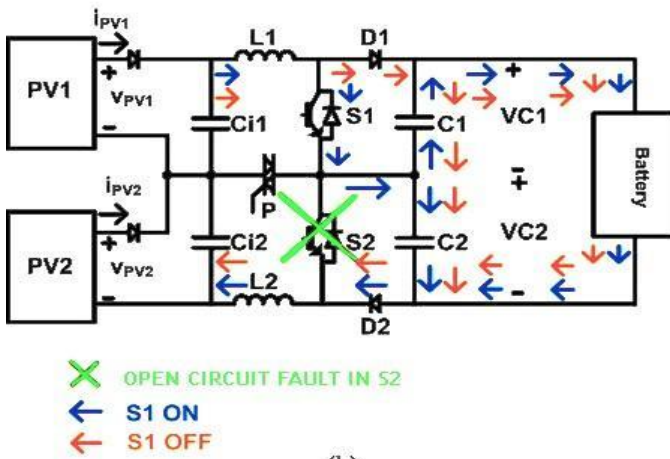 iPV1
L1
D1
PV1
+
vPV1
-
Ci1
S1
C1
+
VC1
Battery
iPV2
P
-
+
PV2
+
vPV2
-
Ci2
S2
C2
VC2
L2
D2
-
OPEN CIRCUIT FAULT IN S2
S1 ON
S1 OFF